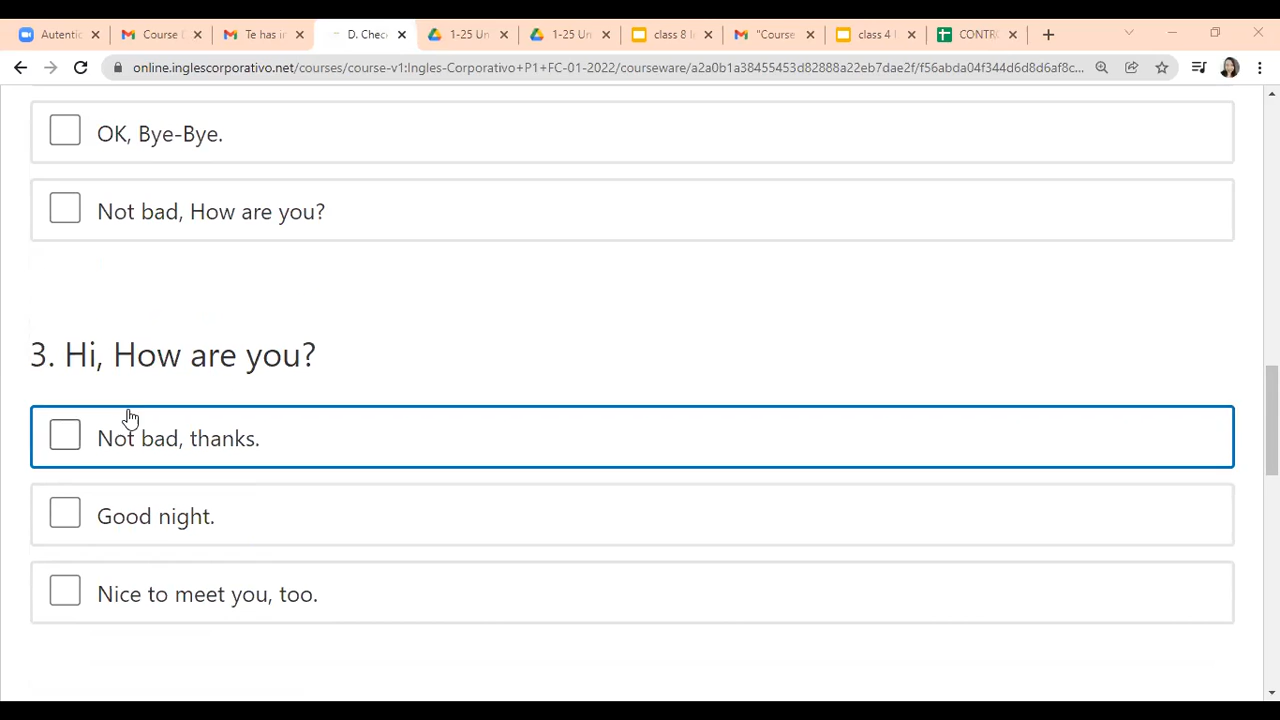 Autenti
Course
Te has in
D. Chec
1-25 Un
1-25 Un
class 8 l
"Course
class 4
CONTR
online.inglescorporativo.net/courses/course-v1:Ingles-Corporativo+P1+FC-01-2022/courseware/a2a0b1a38455453d82888a22eb7dae2f/f56abda04f344d6d8d6af8c...
OK, Bye-Bye.
Not bad, How are you?
3. Hi, How are you?
Not bad, thanks.
Good night.
Nice to meet you, too.